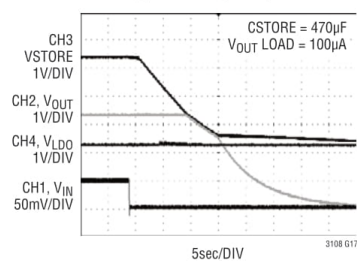 CSTORE = 470µF
VOUT LOAD = 100µA
CH3
VSTORE
1V/DIV
CH2, VOUT
1V/DIV
CH4, VLDO
1V/DIV
CH1, VIN
50mV/DIV
3108 G17
5sec/DIV